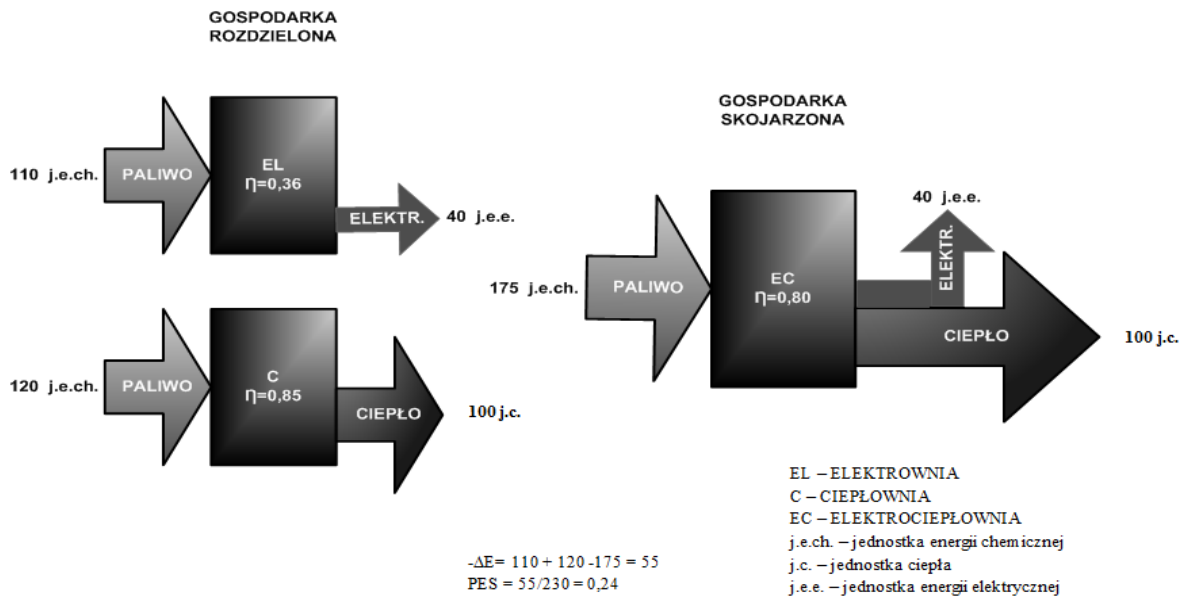 GOSPODARKA
ROZDZIELONA
110 j.e.ch.
PALIWO
EL
η=0,36
ELEKTR.
40 j.e.e.
120 j.e.ch.
PALIWO
C
η=0,85
CIEPŁO
100 j.c.
GOSPODARKA
SKOJARZONA
175 j.e.ch.
PALIWO
EC
η=0,80
40 j.e.e.
ELEKTR.
CIEPŁO
100 j.c.
-ΔE= 110 + 120 -175 = 55
PES = 55/230 = 0,24
EL – ELEKTROWNIA
C – CIEPŁOWNIA
EC – ELEKTROCIEPŁOWNIA
j.e.ch. – jednostka energii chemicznej
j.c. – jednostka ciepła
j.e.e. – jednostka energii elektrycznej